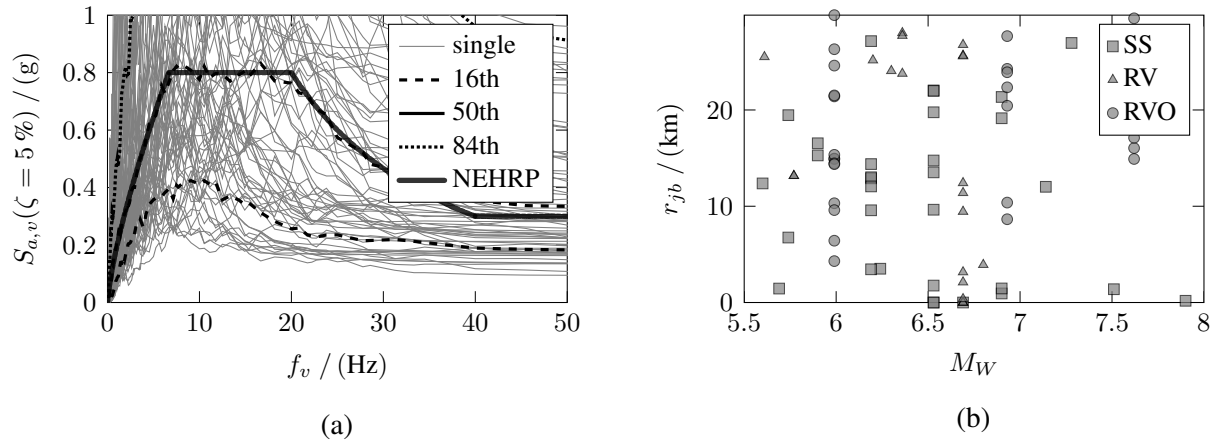 1
0.8
0.6
0.4
0.2
0
0 10 20 30 40 50
S_{a,v}(ζ = 5 %) / (g)
f_v / (Hz)
single
16th
50th
84th
NEHRP
(a)
20
10
0
5.5 6 6.5 7 7.5 8
r_{jb} / (km)
M_W
SS
RV
RVO
(b)